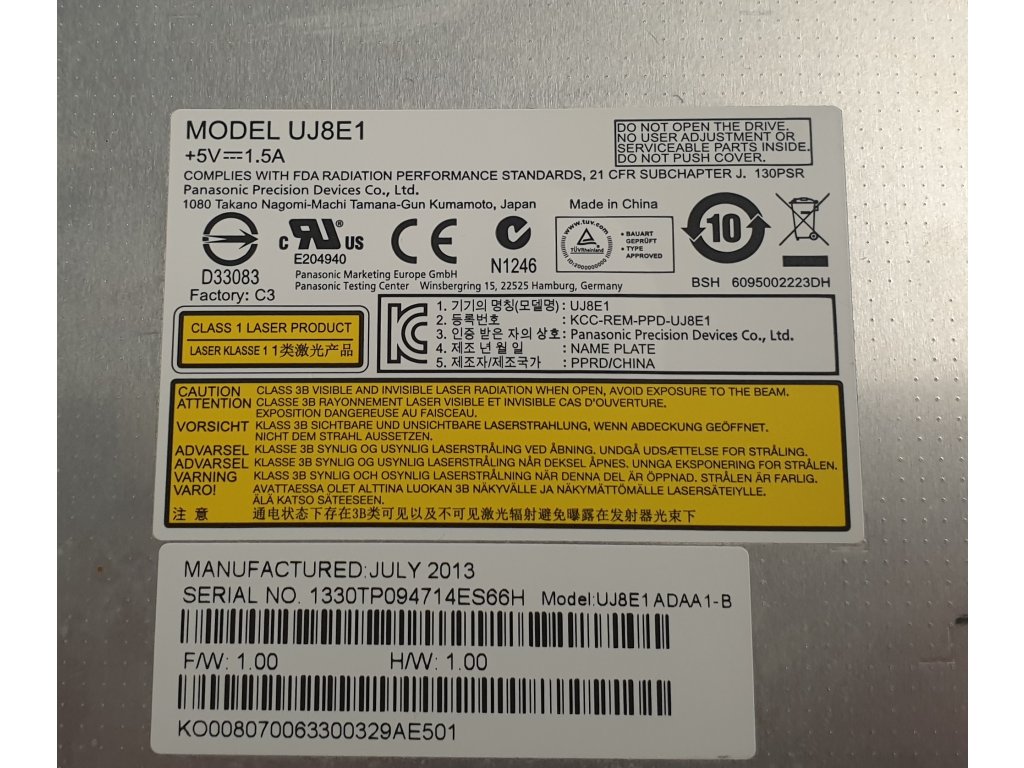 MODEL UJ8E1
+5V⎓1.5A
DO NOT OPEN THE DRIVE.
NO USER ADJUSTMENT OR
SERVICEABLE PARTS INSIDE.
DO NOT PUSH COVER.
COMPLIES WITH FDA RADIATION PERFORMANCE STANDARDS, 21 CFR SUBCHAPTER J. 130PSR
Panasonic Precision Devices Co., Ltd.
1080 Takano Nagomi-Machi Tamana-Gun Kumamoto, Japan
Made in China
D33083
Factory: C3
c RU® US
E204940
CE
N1246
www.tuv.com
TÜVRheinland
ID:2000000000
• BAUART
GEPRÜFT
• TYPE
APPROVED
10
Panasonic Marketing Europe GmbH
Panasonic Testing Center Winsbergring 15, 22525 Hamburg, Germany
BSH 6095002223DH
CLASS 1 LASER PRODUCT
LASER KLASSE 1 1类激光产品
1. 기기의 명칭(모델명) : UJ8E1
2. 등록번호 : KCC-REM-PPD-UJ8E1
3. 인증 받은 자의 상호 : Panasonic Precision Devices Co., Ltd.
4. 제조 년 월 일 : NAME PLATE
5. 제조자/제조국가 : PPRD/CHINA
CAUTION CLASS 3B VISIBLE AND INVISIBLE LASER RADIATION WHEN OPEN, AVOID EXPOSURE TO THE BEAM.
ATTENTION CLASSE 3B RAYONNEMENT LASER VISIBLE ET INVISIBLE CAS D'OUVERTURE.
EXPOSITION DANGEREUSE AU FAISCEAU.
VORSICHT KLASSE 3B SICHTBARE UND UNSICHTBARE LASERSTRAHLUNG, WENN ABDECKUNG GEÖFFNET.
NICHT DEM STRAHL AUSSETZEN.
ADVARSEL KLASSE 3B SYNLIG OG USYNLIG LASERSTRÅLING VED ÅBNING. UNDGÅ UDSÆTTELSE FOR STRÅLING.
ADVARSEL KLASSE 3B SYNLIG OG USYNLIG LASERSTRÅLING NÅR DEKSEL ÅPNES. UNNGA EKSPONERING FOR STRÅLEN.
VARNING KLASS 3B SYNLIG OCH OSYNLIG LASERSTRÅLNING NÄR DENNA DEL ÄR ÖPPNAD. STRÅLEN ÄR FARLIG.
VARO! AVATTAESSA OLET ALTTINA LUOKAN 3B NÄKYVÄLLE JA NÄKYMÄTTÖMÄLLE LASERSÄTEIYLLE.
ÄLÄ KATSO SÄTEESEEN.
注意 通电状态下存在3B类可见以及不可见激光辐射避免曝露在发射器光束下
MANUFACTURED:JULY 2013
SERIAL NO. 1330TP094714ES66H Model:UJ8E1ADAA1-B
F/W: 1.00 H/W: 1.00
KO008070063300329AE501